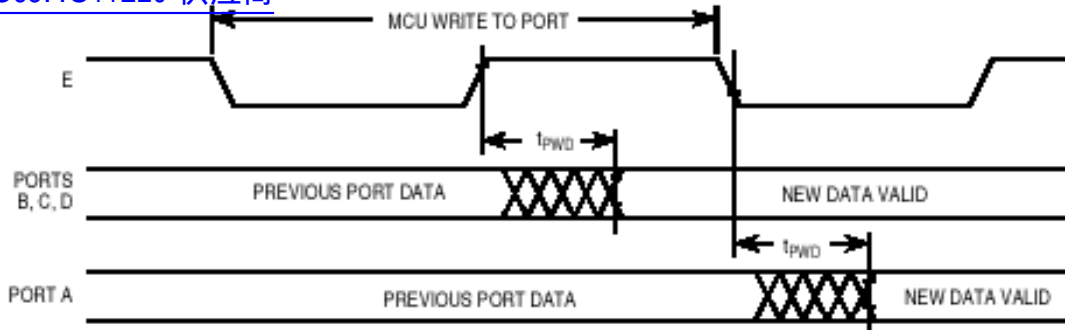 MCU WRITE TO PORT
E
tPWD
PORTS
B, C, D
PREVIOUS PORT DATA
NEW DATA VALID
tPWD
PORT A
PREVIOUS PORT DATA
NEW DATA VALID